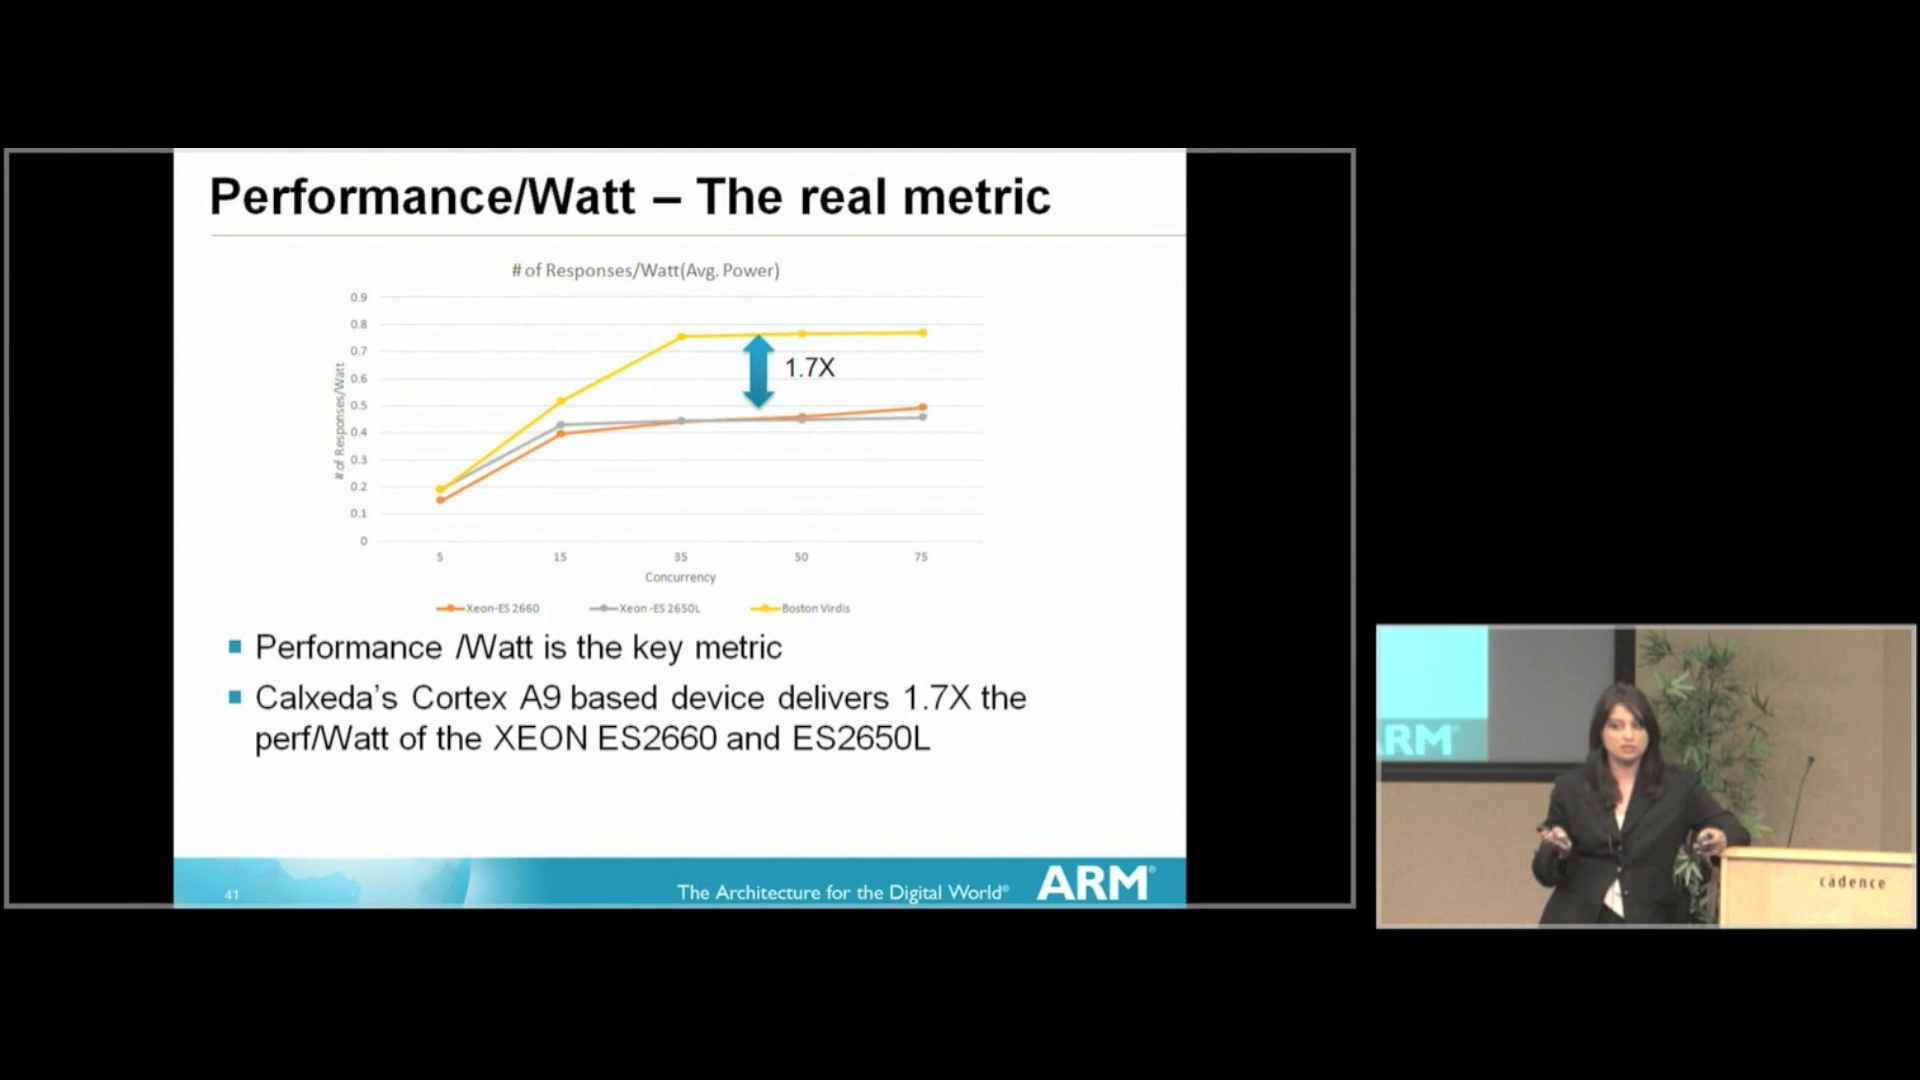 Performance/Watt – The real metric
# of Responses/Watt(Avg. Power)
0.9
0.8
0.7
0.6
0.5
0.4
0.3
0.2
0.1
0
# of Responses/Watt
1.7X
5 15 35 50 75
Concurrency
Xeon-ES 2660 Xeon -ES 2650L Boston Virdis
Performance /Watt is the key metric
Calxeda's Cortex A9 based device delivers 1.7X the
perf/Watt of the XEON ES2660 and ES2650L
41
The Architecture for the Digital World®
ARM®
ARM
cādence